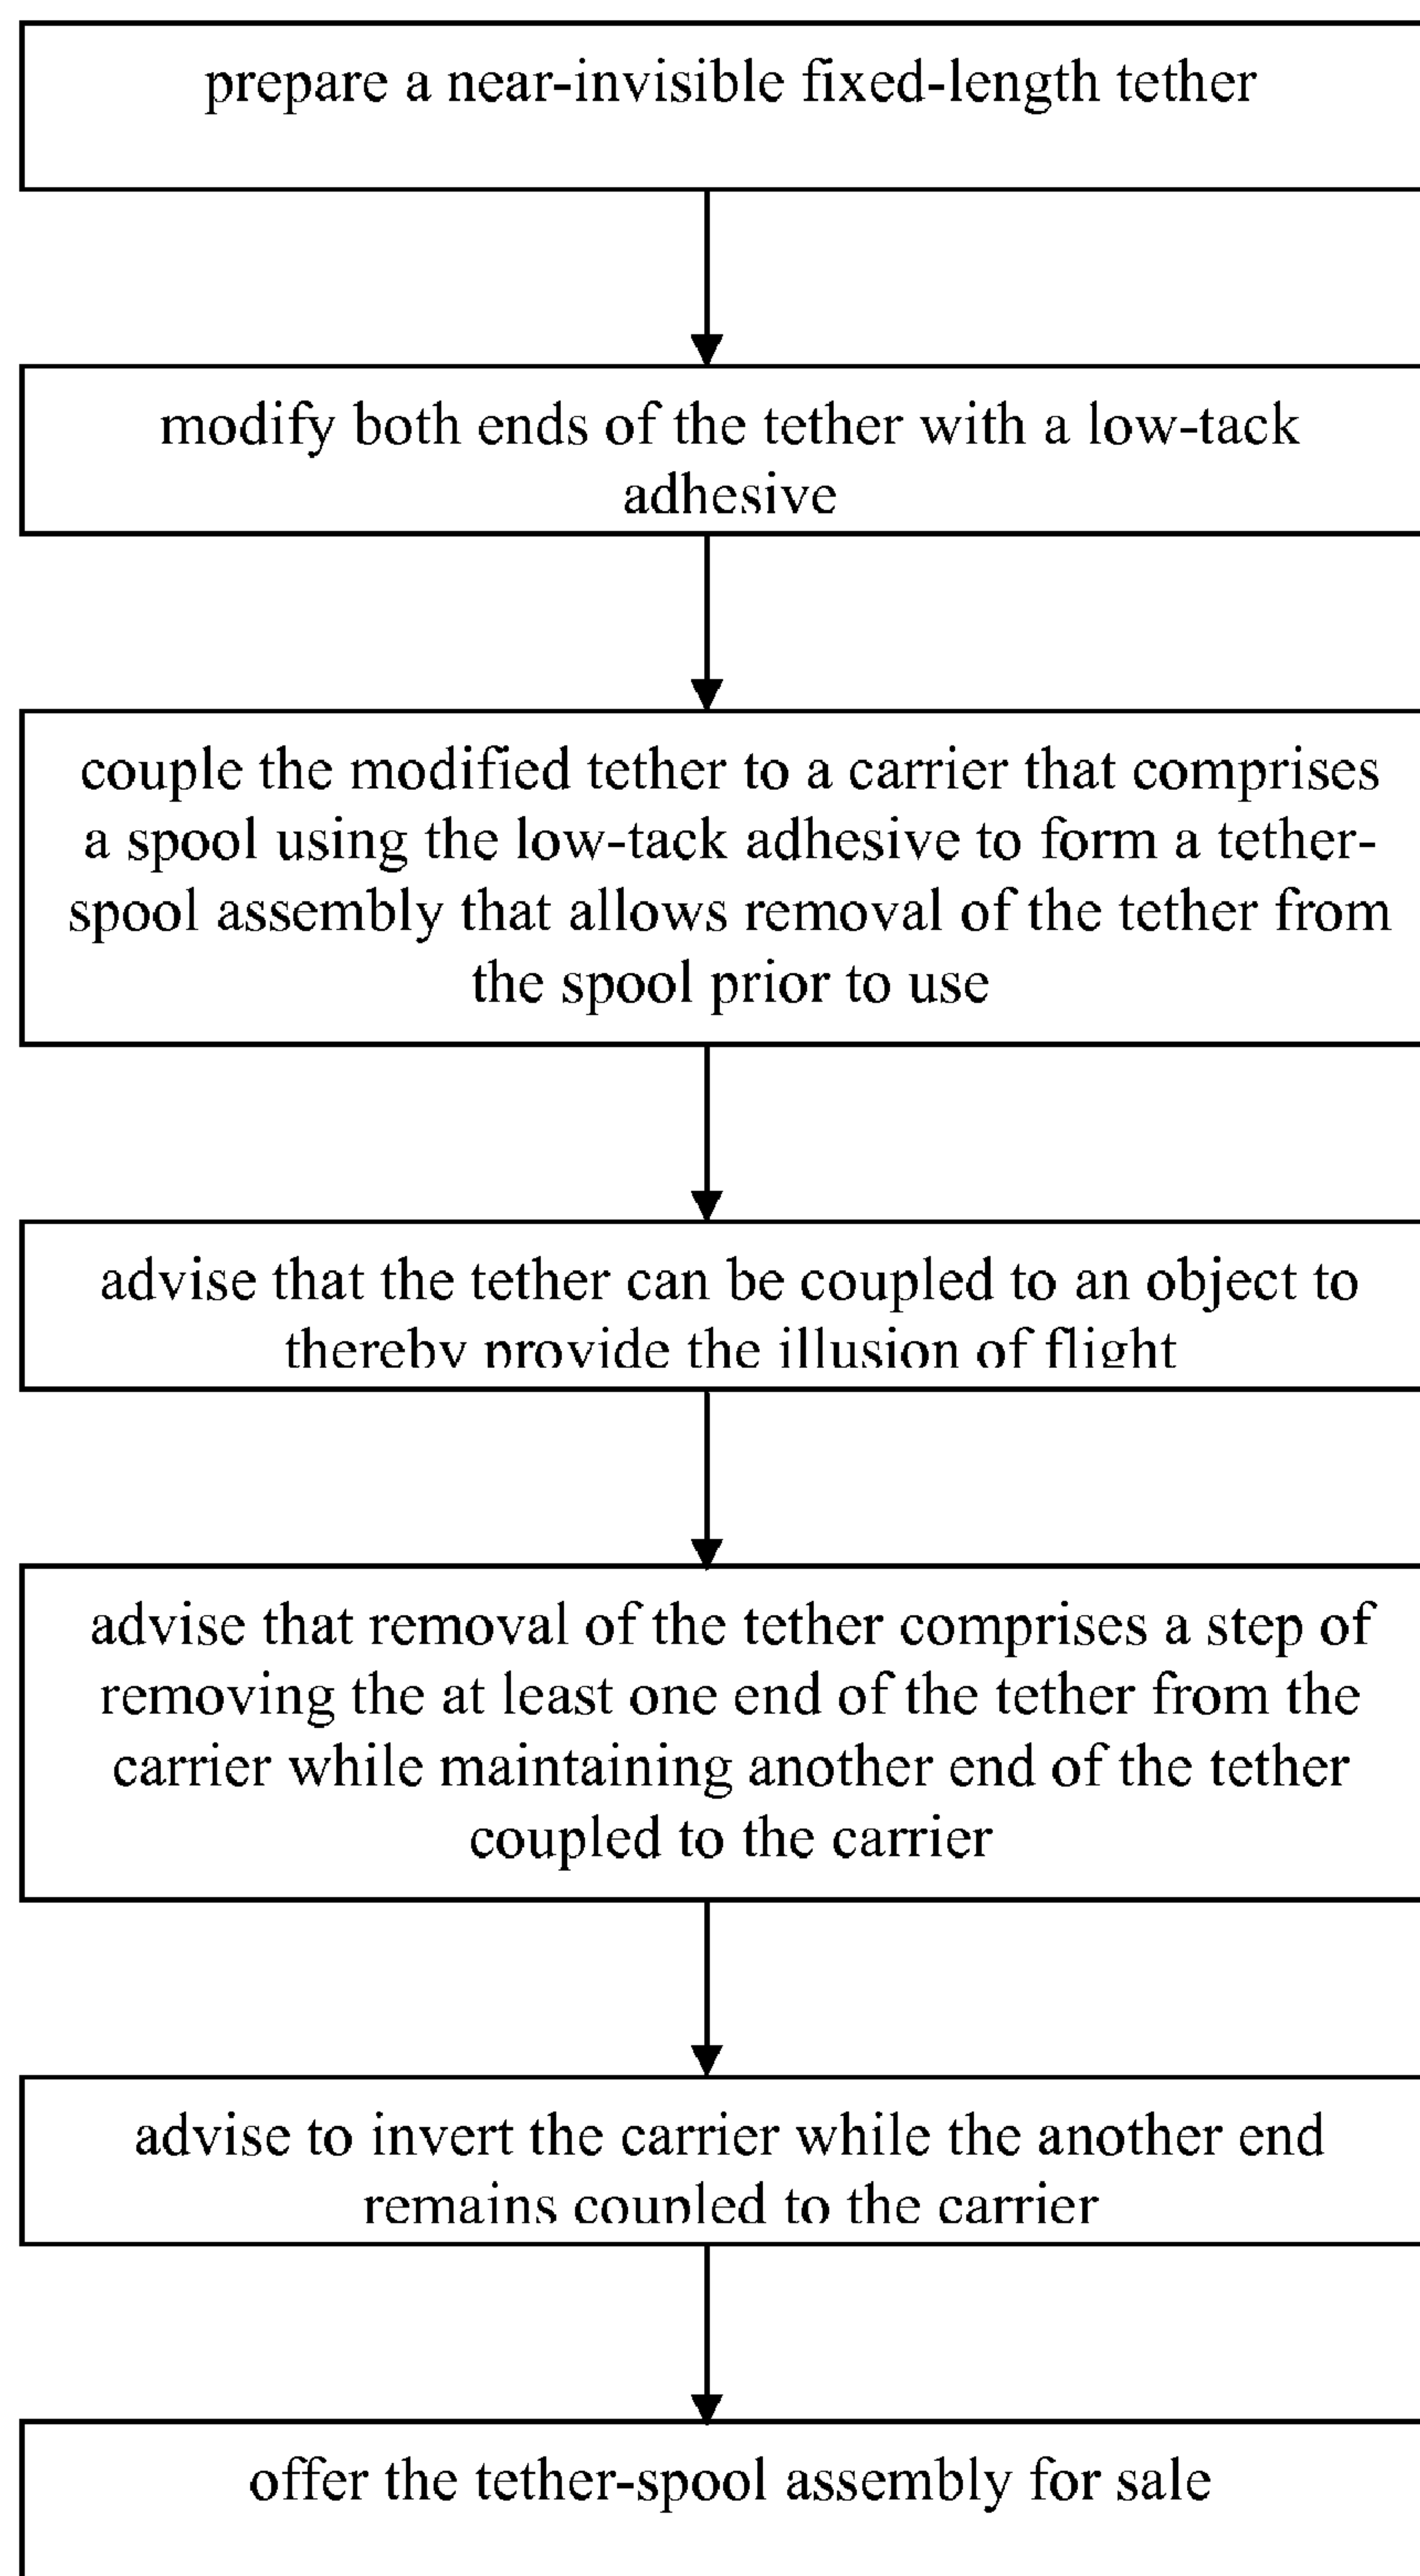 prepare a near-invisible fixed-length tether
modify both ends of the tether with a low-tack
adhesive
couple the modified tether to a carrier that comprises
a spool using the low-tack adhesive to form a tether-
spool assembly that allows removal of the tether from
the spool prior to use
advise that the tether can be coupled to an object to
thereby provide the illusion of flight
advise that removal of the tether comprises a step of
removing the at least one end of the tether from the
carrier while maintaining another end of the tether
coupled to the carrier
advise to invert the carrier while the another end
remains coupled to the carrier
offer the tether-spool assembly for sale